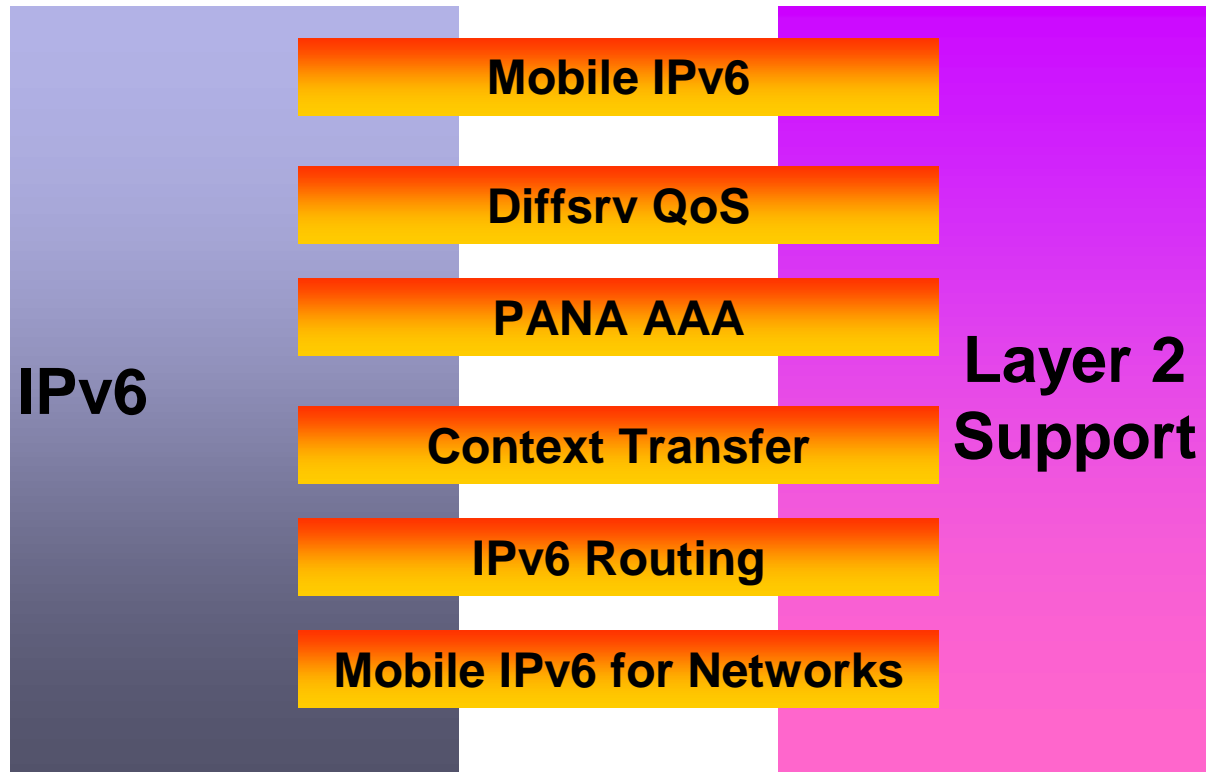 Mobile IPv6
Diffsrv QoS
PANA AAA
IPv6
Layer 2
Support
Context Transfer
IPv6 Routing
Mobile IPv6 for Networks